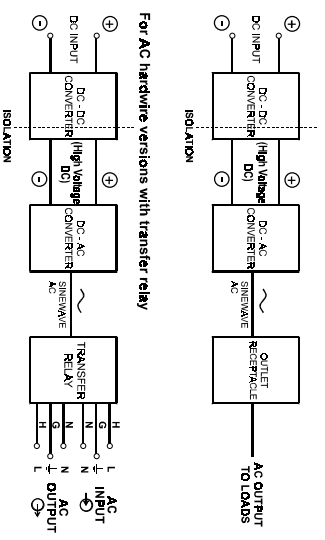 +
DC INPUT
-
DC - DC
CONVERTER
ISOLATION
+
(High Voltage
DC)
-
DC - AC
CONVERTER
OUTLET
RECEPTACLE
AC OUTPUT
TO LOADS
For AC hardwire versions with transfer relay
+
DC INPUT
-
DC - DC
CONVERTER
ISOLATION
+
(High Voltage
DC)
-
DC - AC
CONVERTER
~
SINEWAVE
AC
TRANSFER
RELAY
H L
G
N N
AC
INPUT
N N
G
H L
AC
OUTPUT